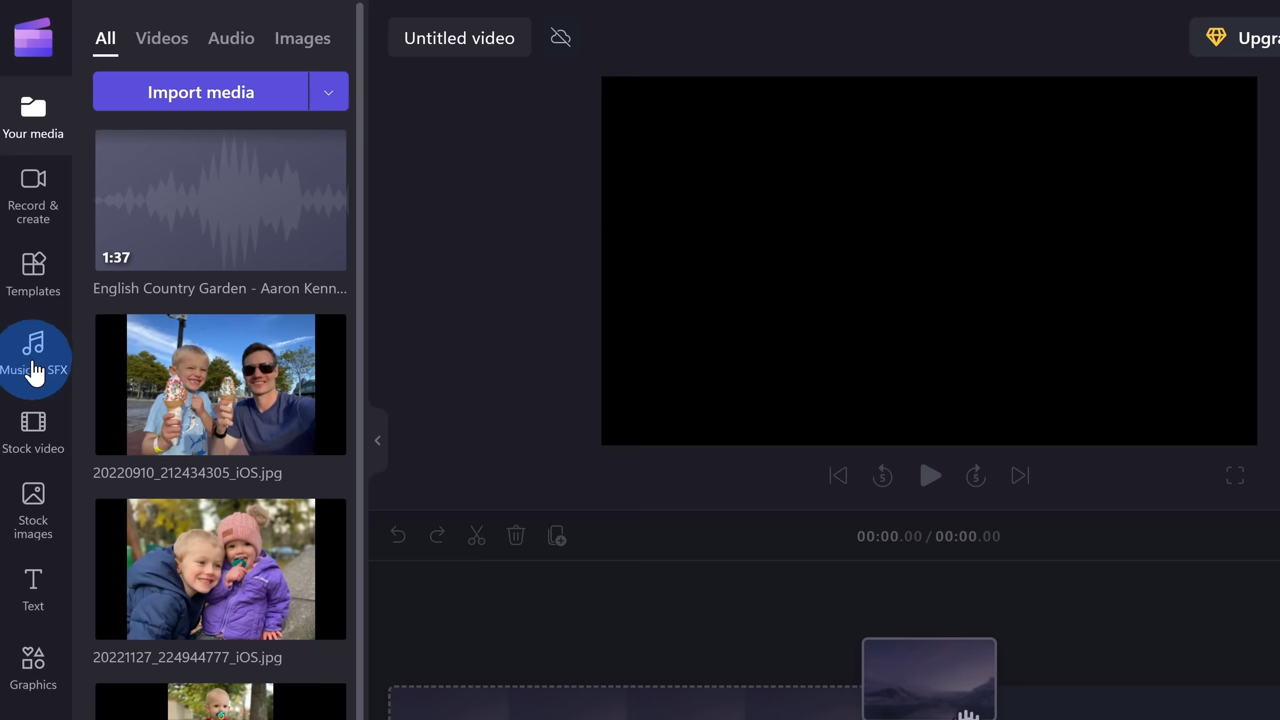 All Videos Audio Images
Untitled video
Import media
Your media
Record &
create
Templates
Stock video
Stock
images
Text
Graphics
1:37
English Country Garden - Aaron Kenn...
20220910_212434305_iOS.jpg
20221127_224944777_iOS.jpg
Upgra
5
5
00:00.00 / 00:00.00
Music SFX